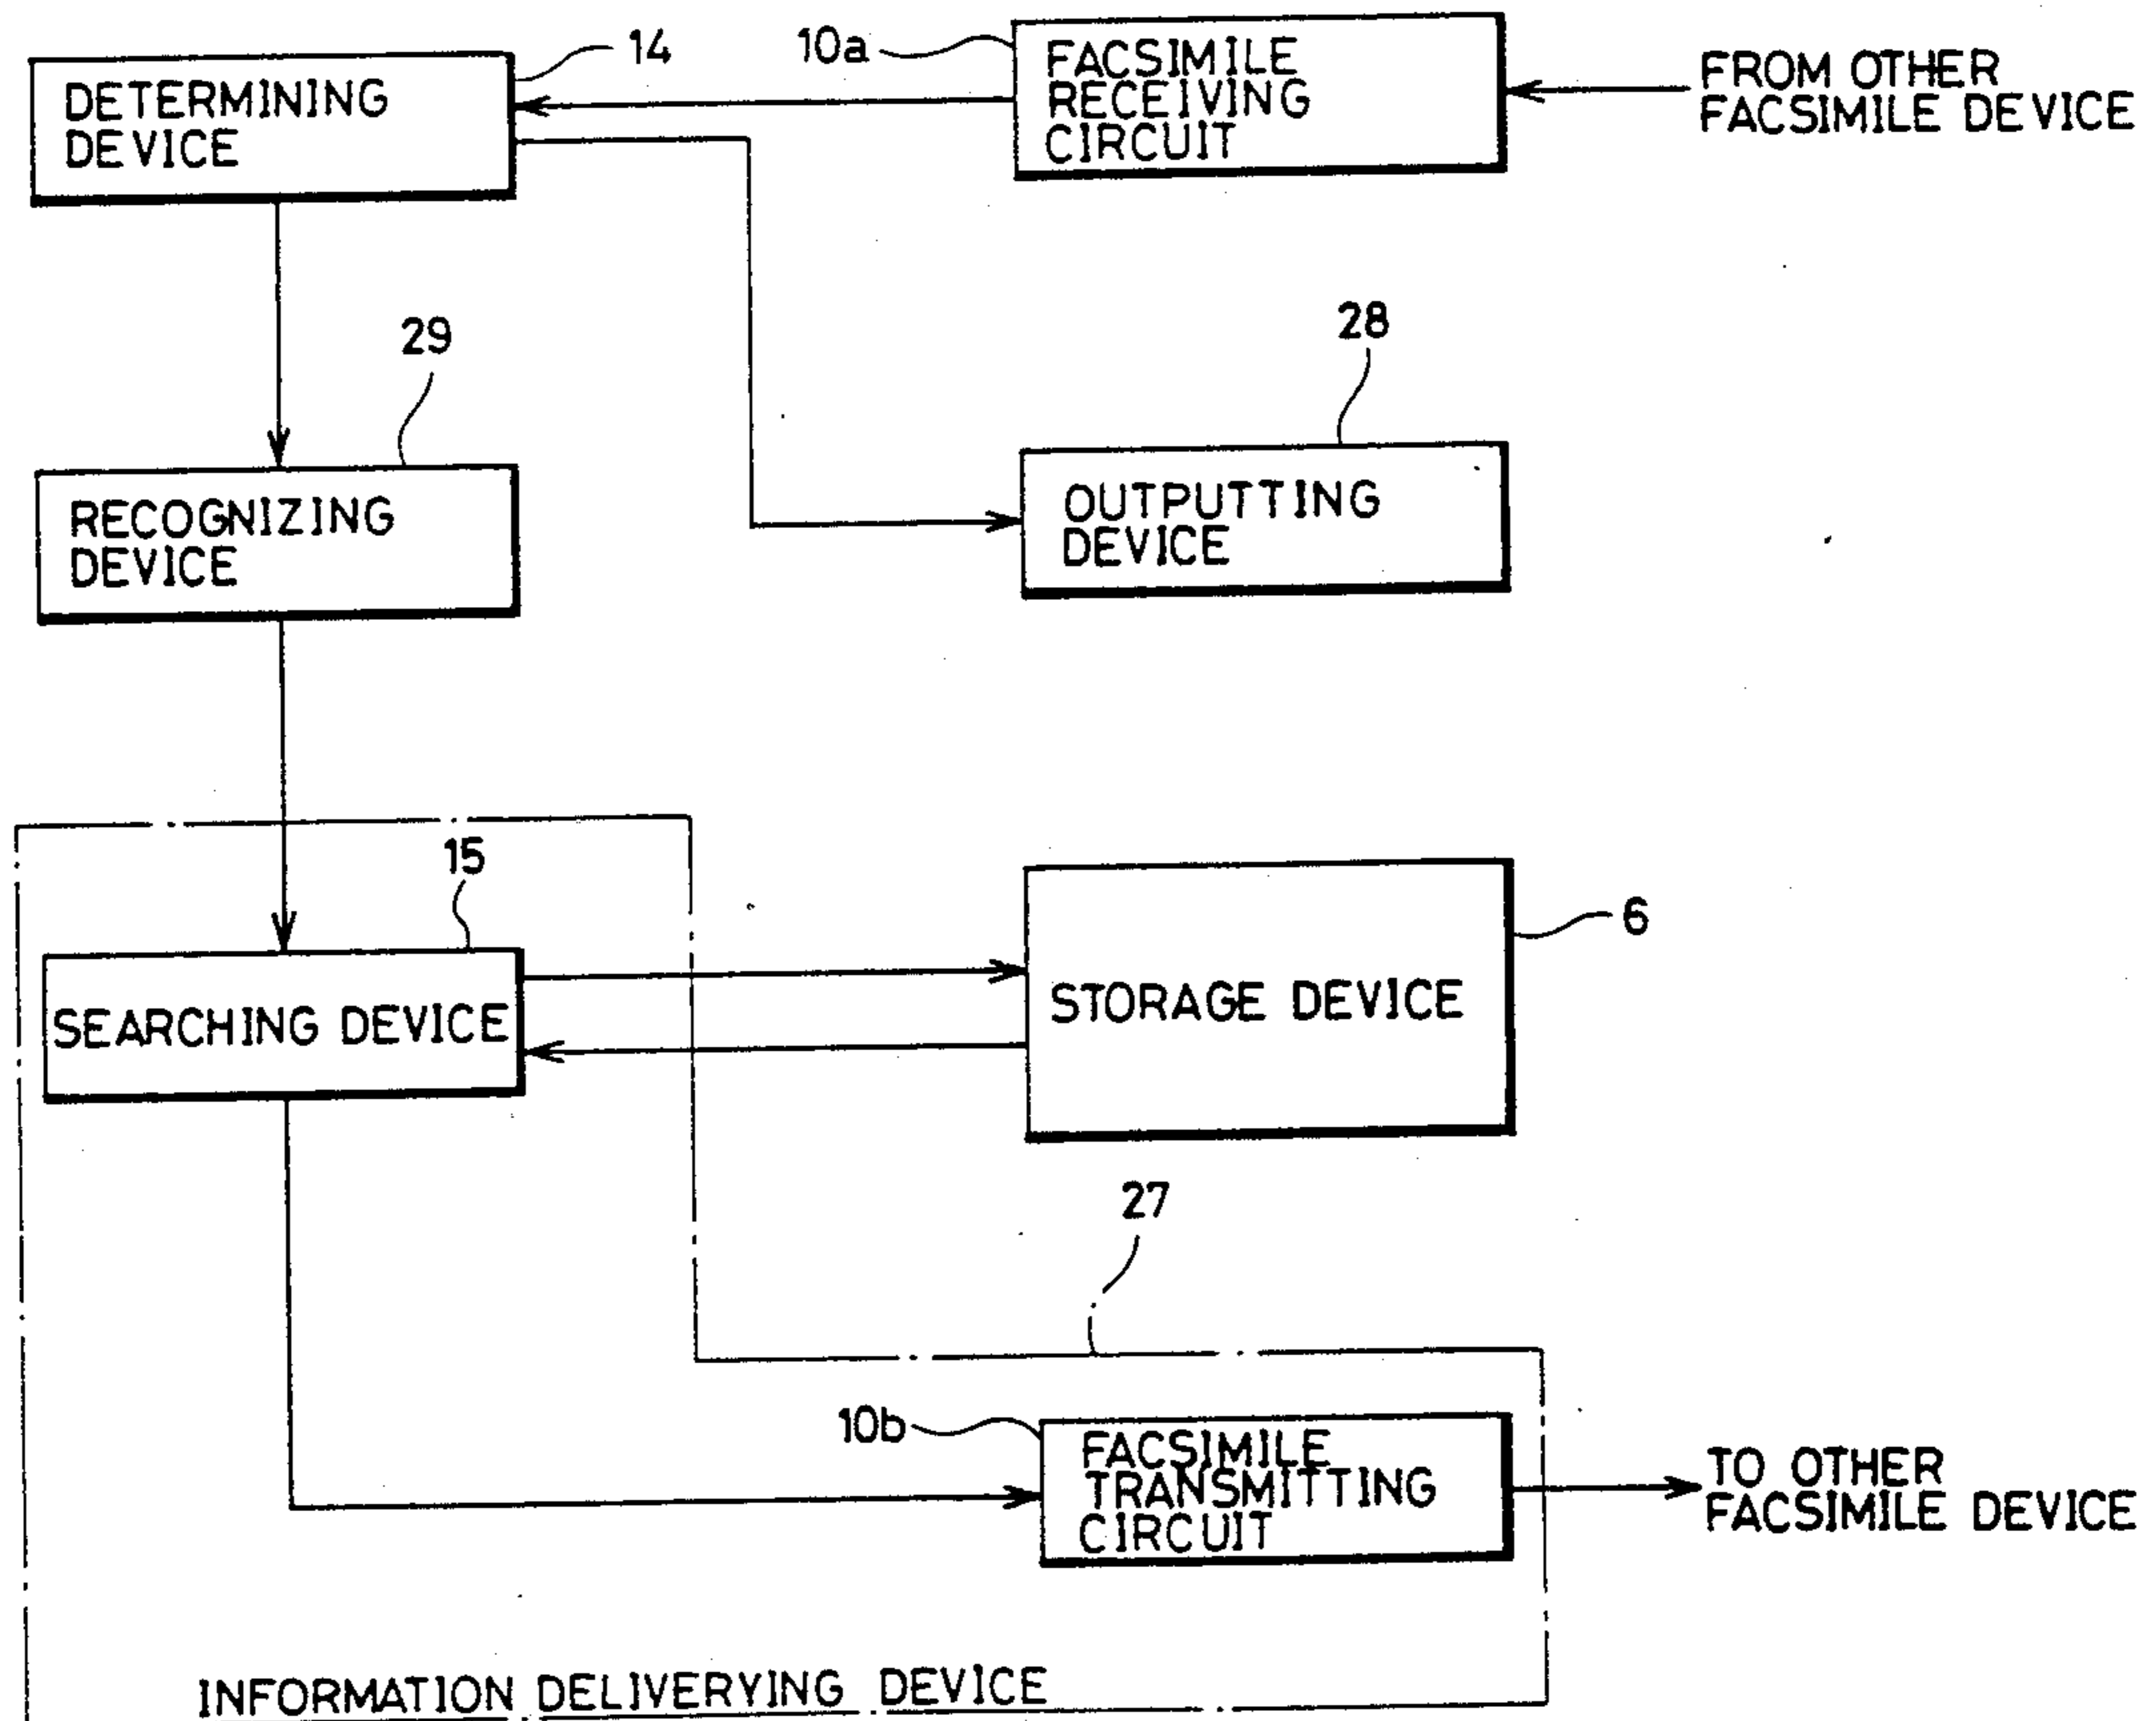 14
10a
DETERMINING
DEVICE
FACSIMILE
RECEIVING
CIRCUIT
FROM OTHER
FACSIMILE DEVICE
29
28
RECOGNIZING
DEVICE
OUTPUTTING
DEVICE
15
6
SEARCHING DEVICE
STORAGE DEVICE
27
10b
FACSIMILE
TRANSMITTING
CIRCUIT
TO OTHER
FACSIMILE DEVICE
INFORMATION DELIVERYING DEVICE